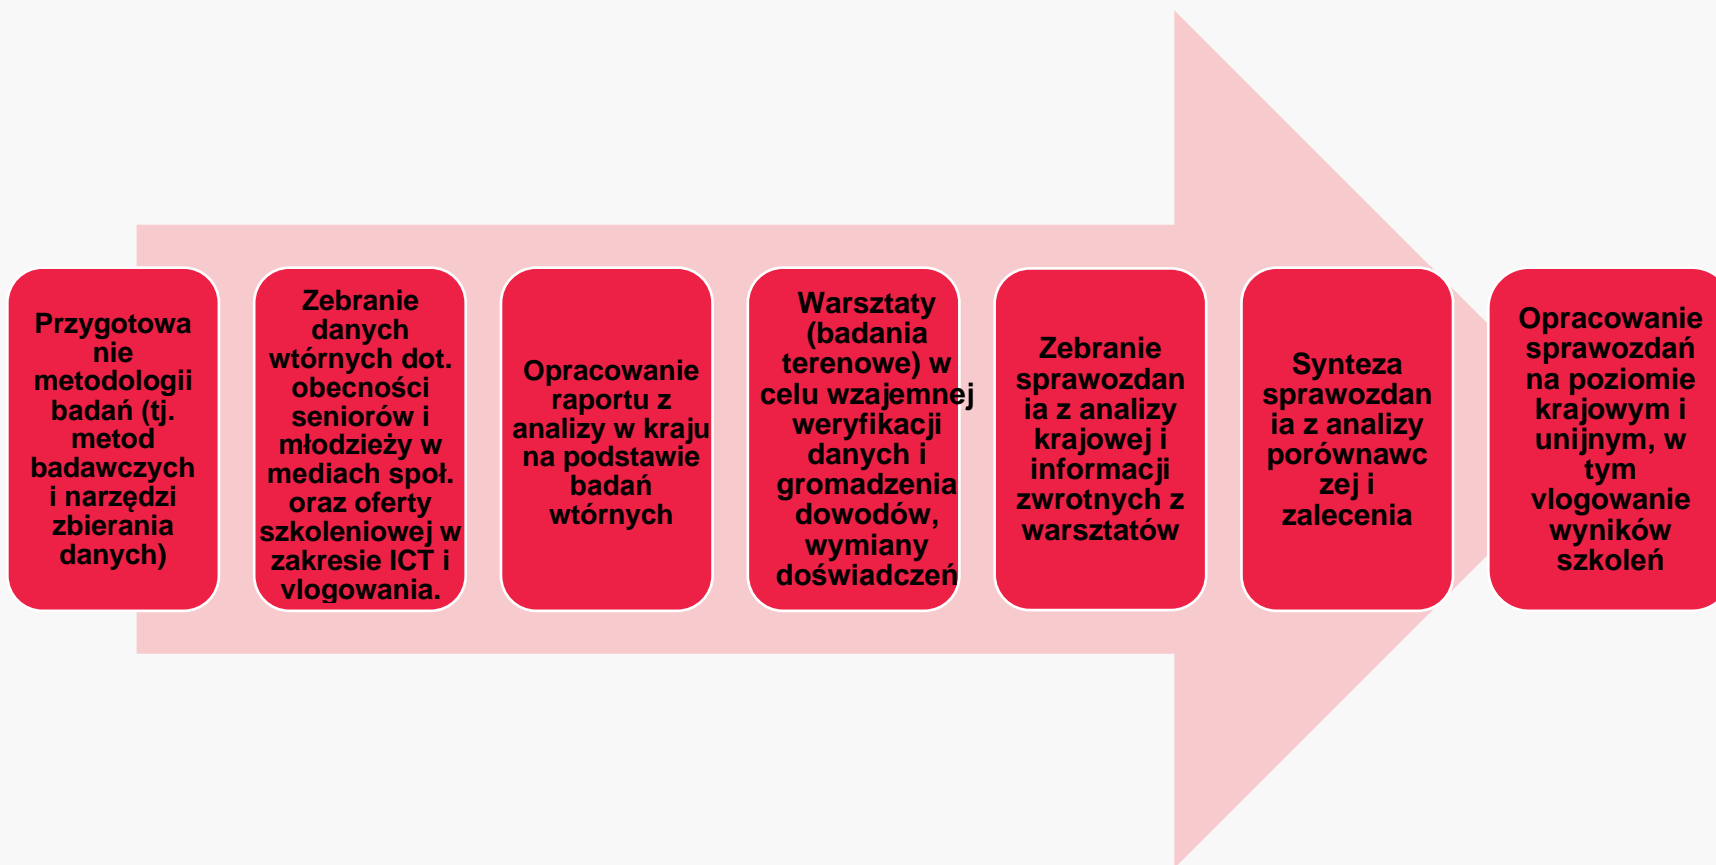 Przygotowa
nie
metodologii
badań (tj.
metod
badawczych
i narzędzi
zbierania
danych)
Zebranie
danych
wtórnych dot.
obecności
seniorów i
młodzieży w
mediach społ.
oraz oferty
szkoleniowej w
zakresie ICT i
vlogowania.
Opracowanie
raportu z
analizy w kraju
na podstawie
badań
wtórnych
Warsztaty
(badania
terenowe) w
celu wzajemnej
weryfikacji
danych i
gromadzenia
dowodów,
wymiany
doświadczeń
Zebranie
sprawozdan
ia z analizy
krajowej i
informacji
zwrotnych z
warsztatów
Synteza
sprawozdan
ia z analizy
porównawc
zej i
zalecenia
Opracowanie
sprawozdań
na poziomie
krajowym i
unijnym, w
tym
vlogowanie
wyników
szkoleń